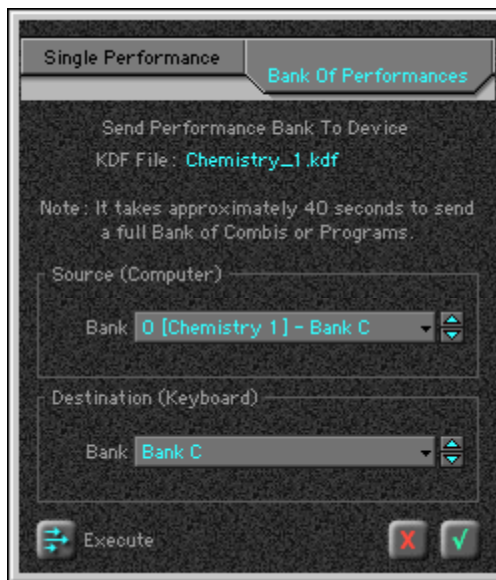 Single Performance
Bank Of Performances
Send Performance Bank To Device
KDF File : Chemistry_1.kdf
Note : It takes approximately 40 seconds to send
a full Bank of Combis or Programs.
Source (Computer)
Bank 0 [Chemistry 1] - Bank C
Destination (Keyboard)
Bank Bank C
Execute
X √